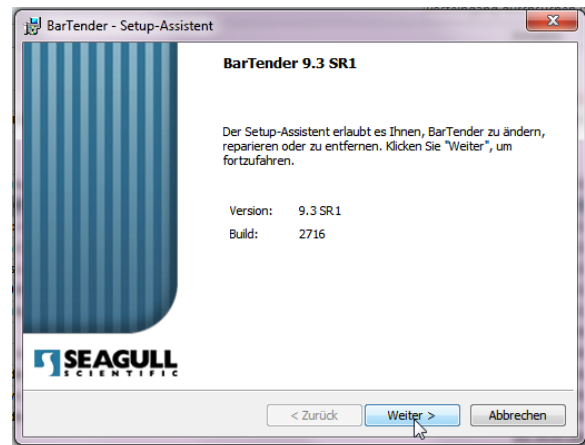 BarTender - Setup-Assistent
BarTender 9.3 SR1
Der Setup-Assistent erlaubt es Ihnen, BarTender zu ändern,
reparieren oder zu entfernen. Klicken Sie "Weiter", um
fortzufahren.
Version: 9.3 SR1
Build: 2716
SEAGULL
SCIENTIFIC
< Zurück Weiter > Abbrechen